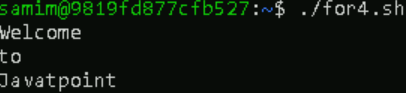 samim@9819fd877cfb527:~$ ./for4.sh
Welcome
to
Javatpoint